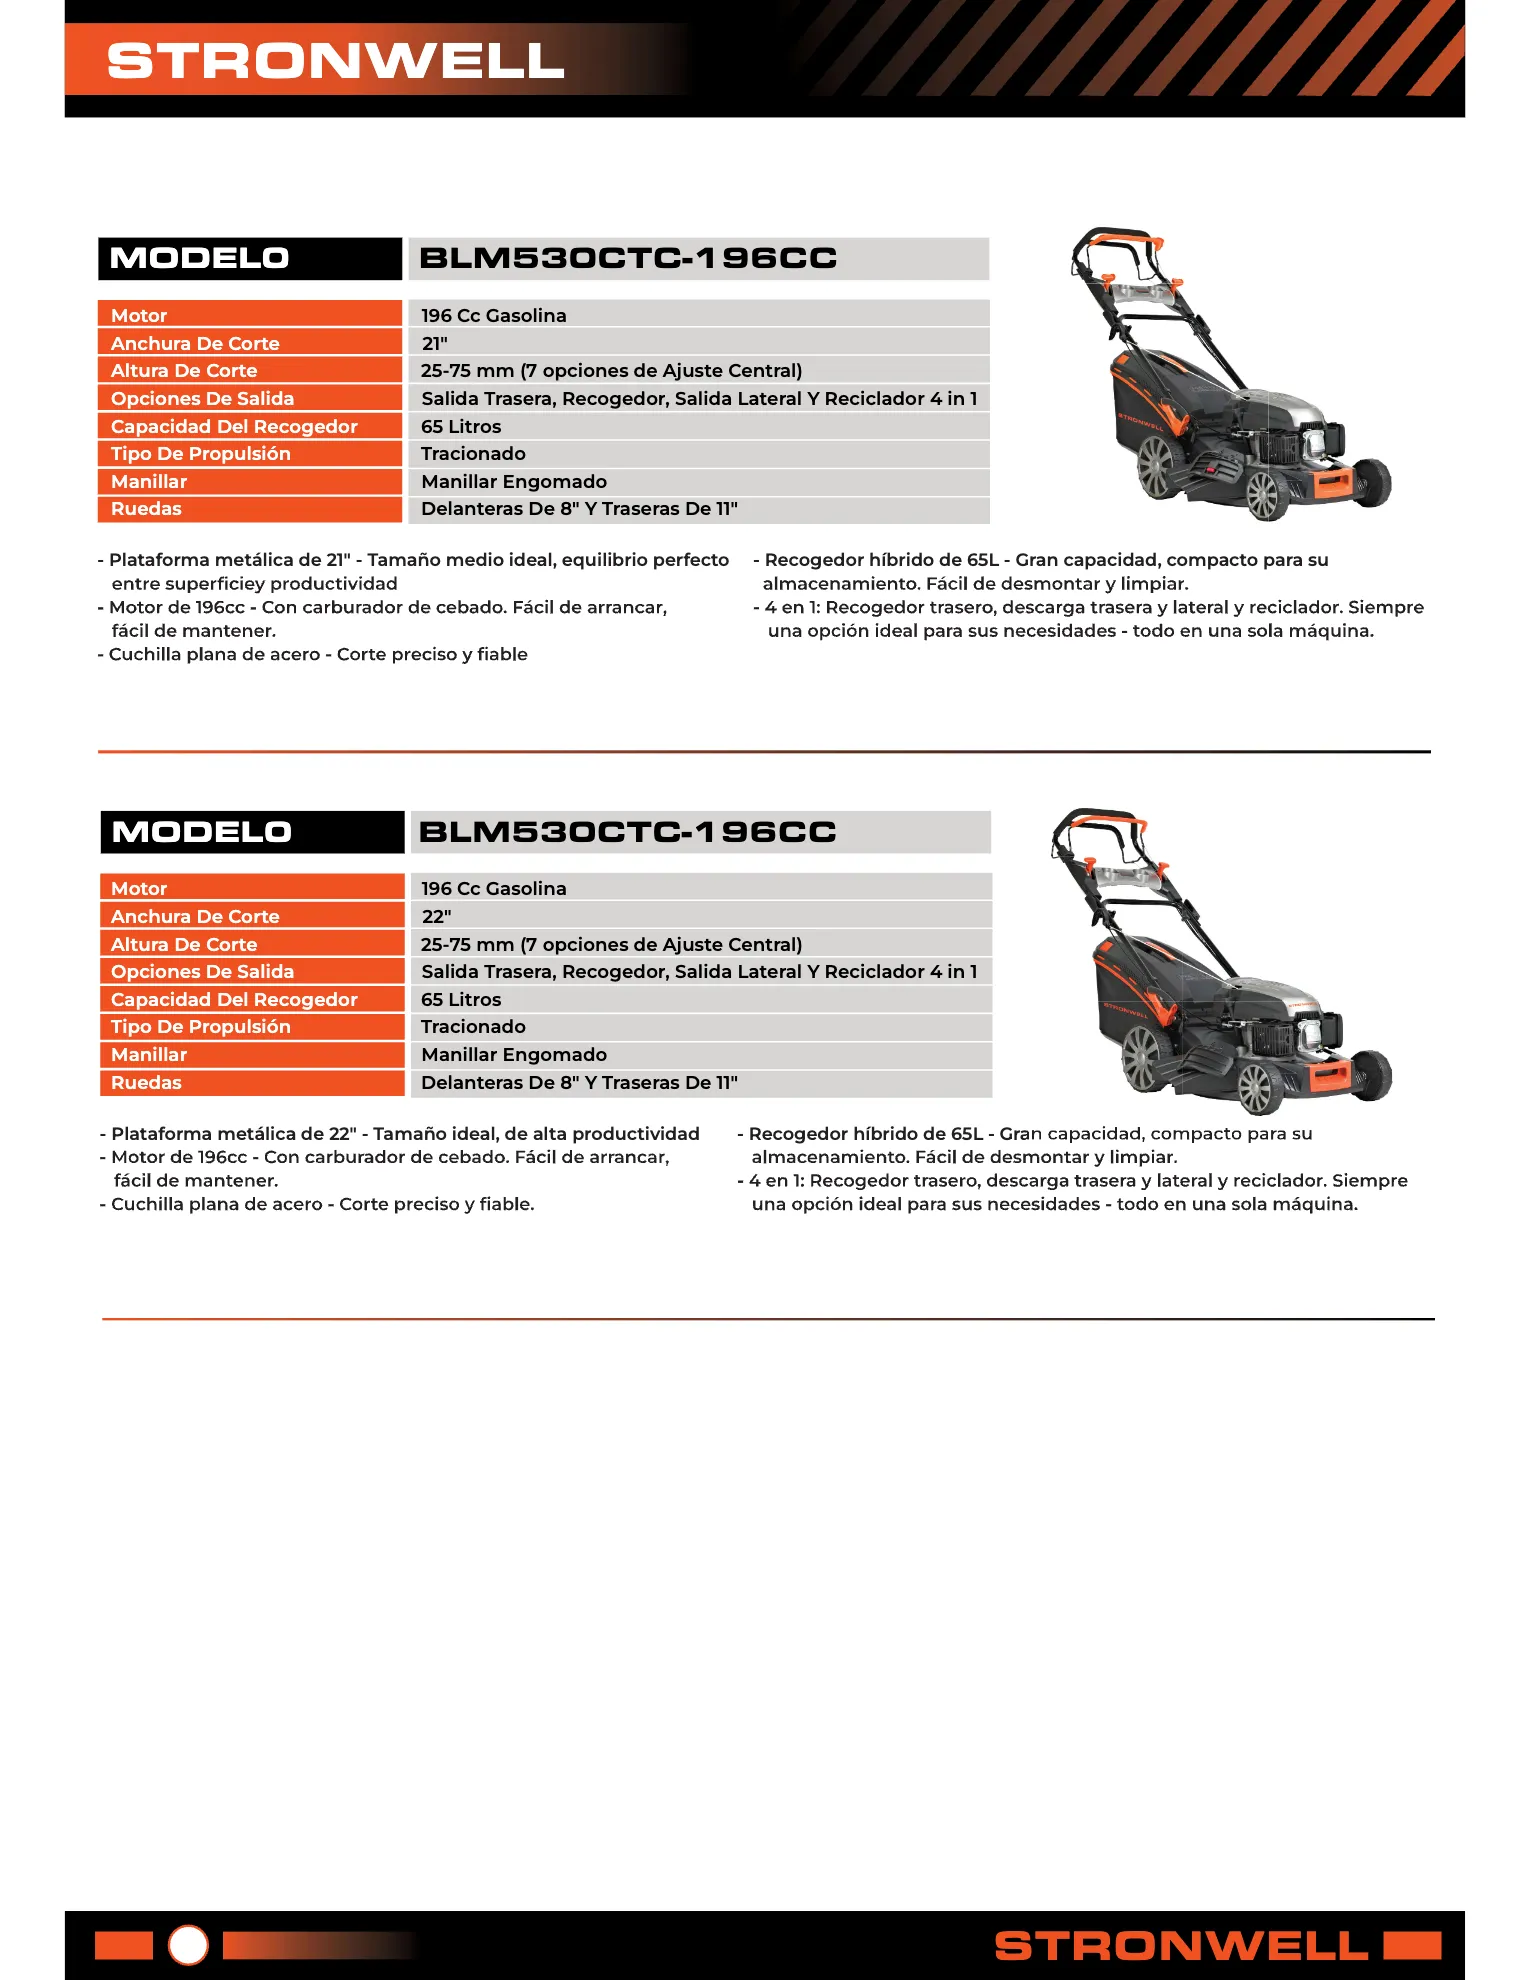 STRONWELL
MODELO BLM530CTC-196CC
Motor 196 Cc Gasolina
Anchura De Corte 21"
Altura De Corte 25-75 mm (7 opciones de Ajuste Central)
Opciones De Salida Salida Trasera, Recogedor, Salida Lateral Y Reciclador 4 in 1
Capacidad Del Recogedor 65 Litros
Tipo De Propulsión Tracionado
Manillar Manillar Engomado
Ruedas Delanteras De 8" Y Traseras De 11"
STRONWELL
- Plataforma metálica de 21" - Tamaño medio ideal, equilibrio perfecto
entre superficiey productividad
- Motor de 196cc - Con carburador de cebado. Fácil de arrancar,
fácil de mantener.
- Cuchilla plana de acero - Corte preciso y fiable
- Recogedor híbrido de 65L - Gran capacidad, compacto para su
almacenamiento. Fácil de desmontar y limpiar.
- 4 en 1: Recogedor trasero, descarga trasera y lateral y reciclador. Siempre
una opción ideal para sus necesidades - todo en una sola máquina.
MODELO BLM530CTC-196CC
Motor 196 Cc Gasolina
Anchura De Corte 22"
Altura De Corte 25-75 mm (7 opciones de Ajuste Central)
Opciones De Salida Salida Trasera, Recogedor, Salida Lateral Y Reciclador 4 in 1
Capacidad Del Recogedor 65 Litros
Tipo De Propulsión Tracionado
Manillar Manillar Engomado
Ruedas Delanteras De 8" Y Traseras De 11"
STRONWELL
STRONWELL
- Plataforma metálica de 22" - Tamaño ideal, de alta productividad
- Motor de 196cc - Con carburador de cebado. Fácil de arrancar,
fácil de mantener.
- Cuchilla plana de acero - Corte preciso y fiable.
- Recogedor híbrido de 65L - Gran capacidad, compacto para su
almacenamiento. Fácil de desmontar y limpiar.
- 4 en 1: Recogedor trasero, descarga trasera y lateral y reciclador. Siempre
una opción ideal para sus necesidades - todo en una sola máquina.
STRONWELL